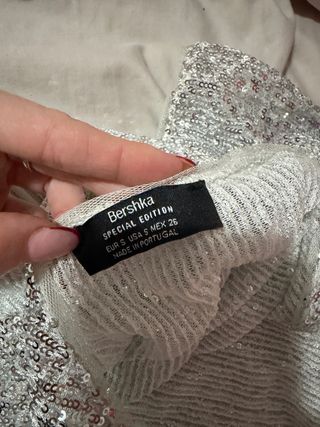 Bershka
SPECIAL EDITION
EUR S USA S MEX 26
MADE IN PORTUGAL